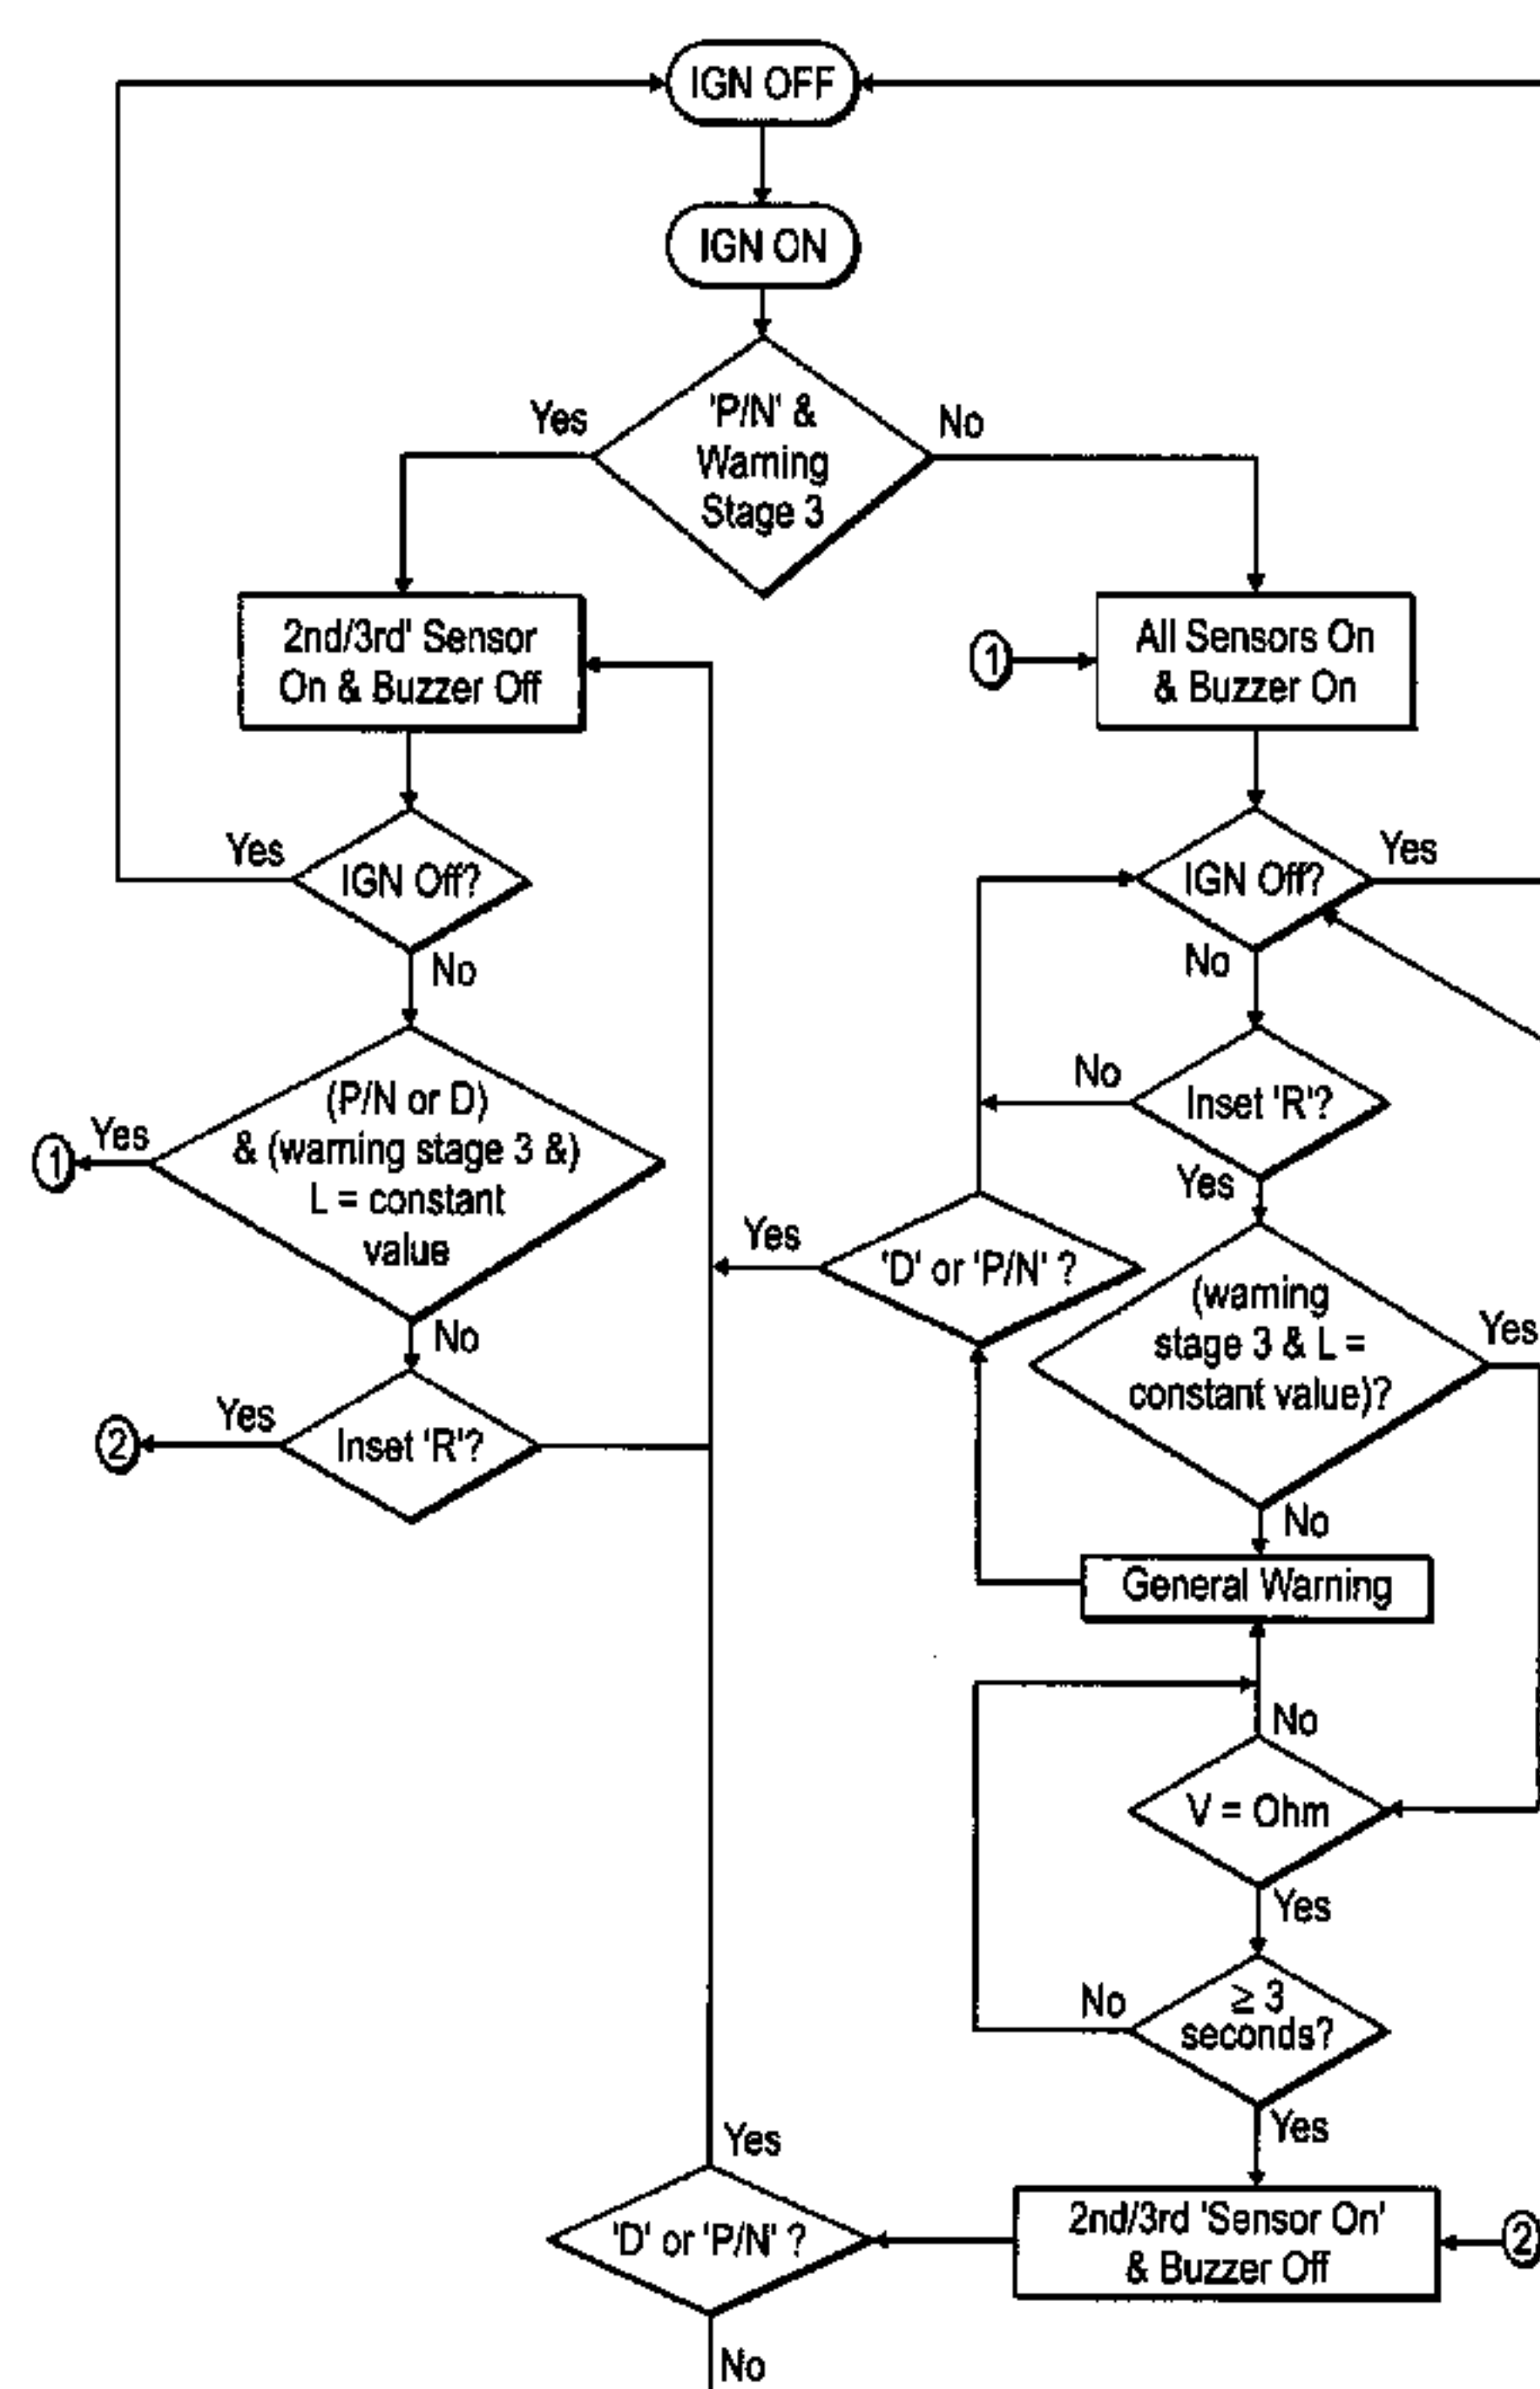 IGN OFF
IGN ON
'P/N' &
Warning
Stage 3
Yes
No
2nd/3rd' Sensor
On & Buzzer Off
1
All Sensors On
& Buzzer On
Yes
IGN Off?
No
IGN Off?
Yes
No
(P/N or D)
& (warning stage 3 &)
L = constant
value
Yes
1
No
Inset 'R'?
No
Yes
'D' or 'P/N' ?
Yes
(warning
stage 3 & L =
constant value)?
Yes
No
Inset 'R'?
Yes
2
General Warning
No
V = Ohm
Yes
≥ 3
seconds?
No
Yes
2nd/3rd 'Sensor On'
& Buzzer Off
2
'D' or 'P/N' ?
Yes
No